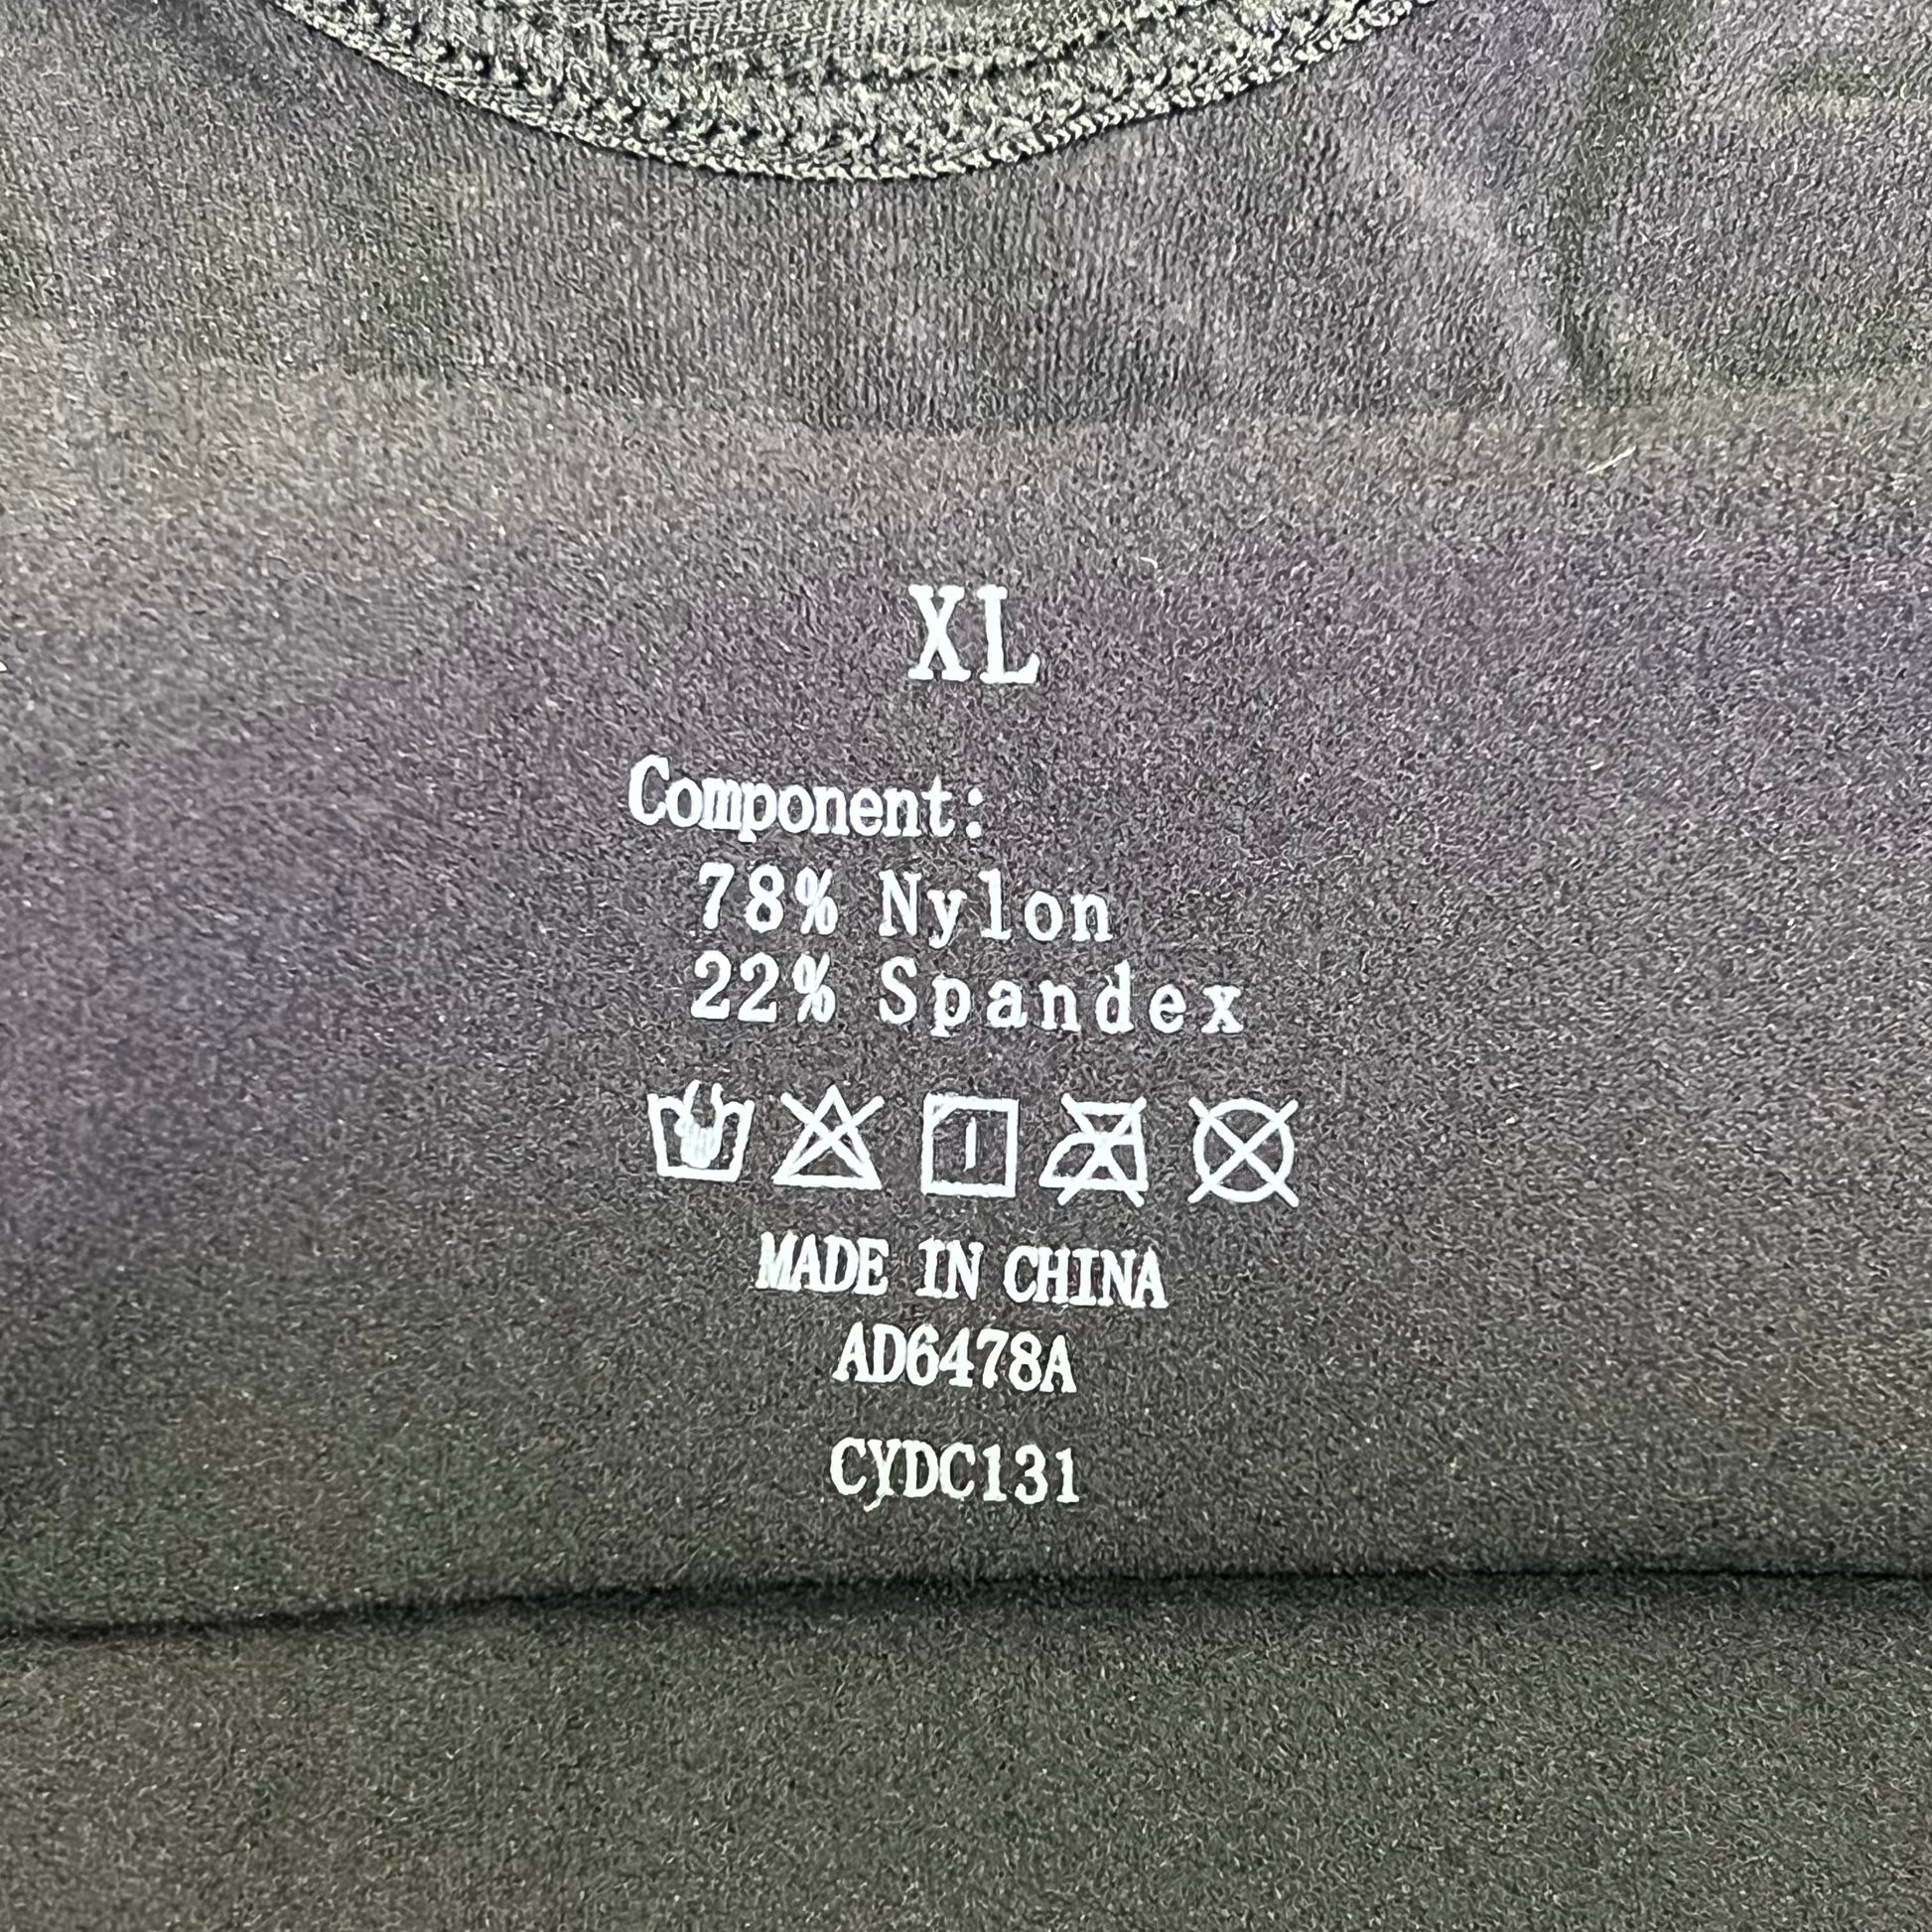 XL
Component:
78% Nylon
22% Spandex
MADE IN CHINA
AD6478A
CYDC131